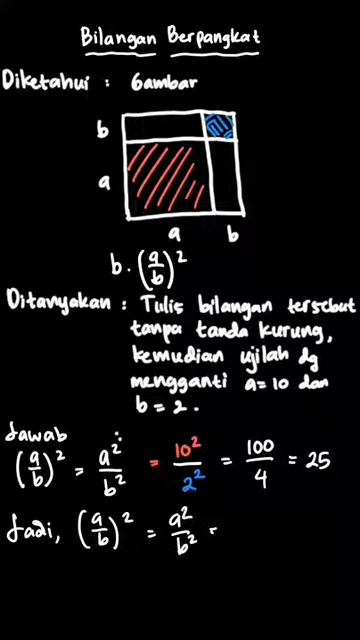 Bilangan Berpangkat
Diketahui : Gambar
b
a
a b
b. (a/b)²
Ditanyakan : Tulis bilangan tersebut
tanpa tanda kurung,
kemudian ujilah dg
mengganti a=10 dan
b=2.
Jawab :
(a/b)² = a²/b² = 10²/2² = 100/4 = 25
Jadi, (a/b)² = a²/b² =